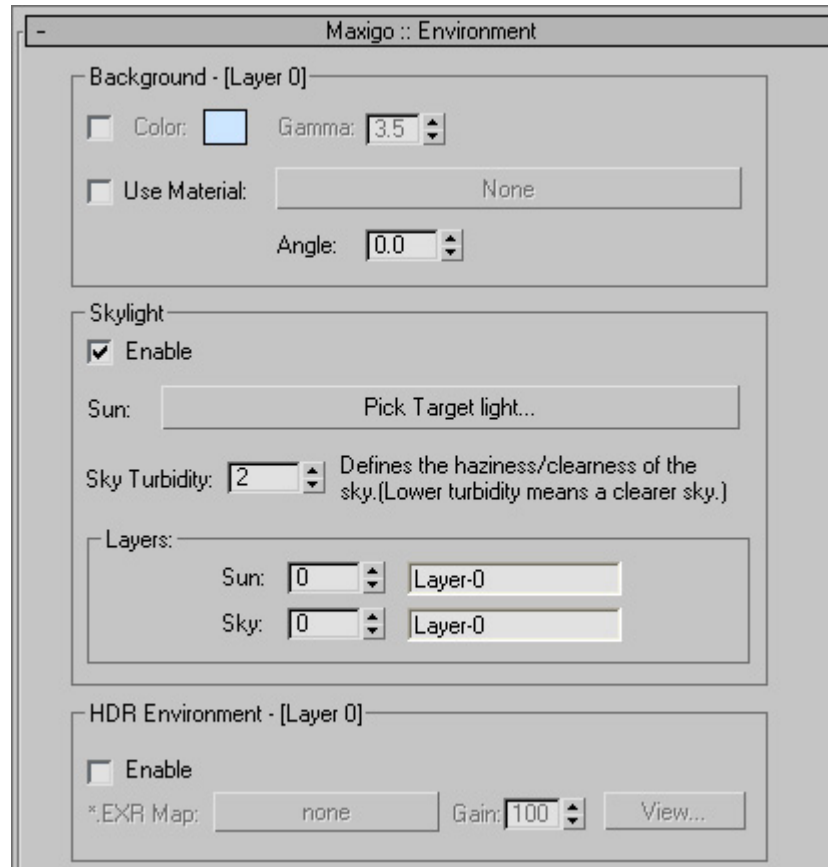 Maxigo :: Environment
Background - [Layer 0]
Color: Gamma: 3.5
Use Material: None
Angle: 0.0
Skylight
Enable
Sun: Pick Target light...
Sky Turbidity: 2 Defines the haziness/clearness of the
sky.(Lower turbidity means a clearer sky.)
Layers:
Sun: 0 Layer-0
Sky: 0 Layer-0
HDR Environment - [Layer 0]
Enable
*.EXR Map: none Gain: 100 View...